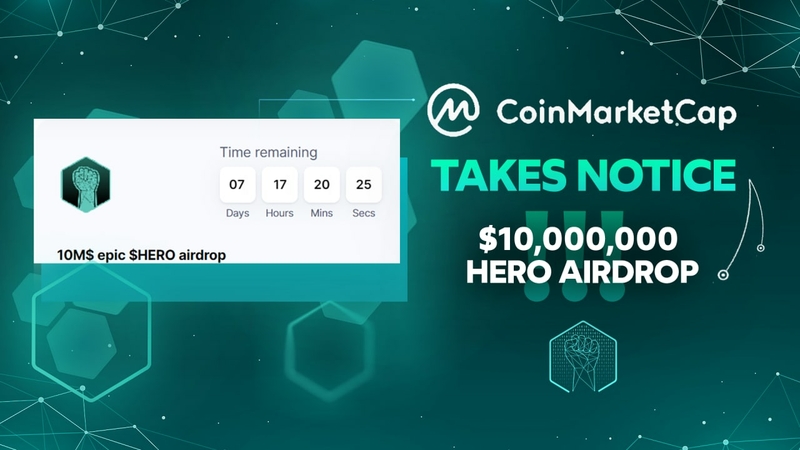 Time remaining
07 17 20 25
Days Hours Mins Secs
10M$ epic $HERO airdrop
CoinMarketCap
TAKES NOTICE
!!!
$10,000,000
HERO AIRDROP